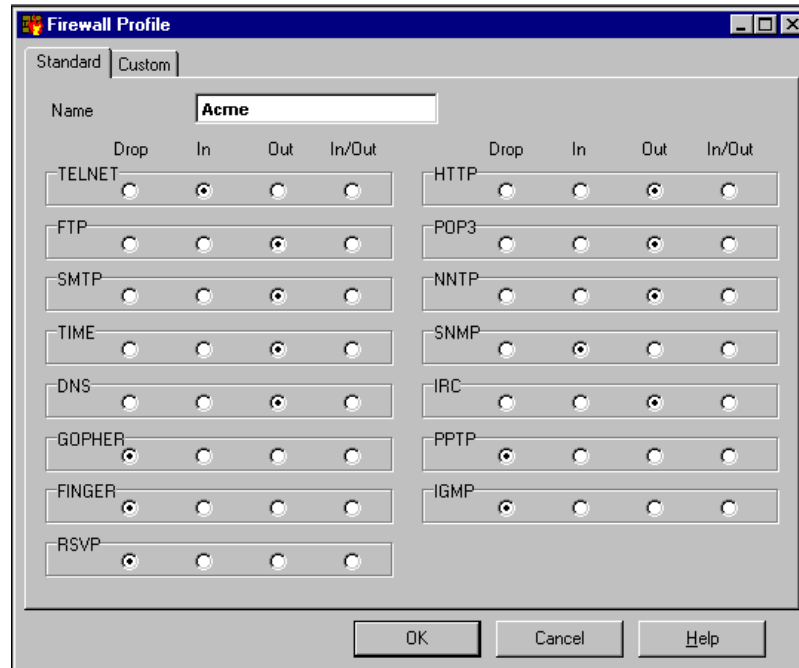 Firewall Profile
Standard Custom
Name Acme
Drop In Out In/Out Drop In Out In/Out
TELNET HTTP
FTP POP3
SMTP NNTP
TIME SNMP
DNS IRC
GOPHER PPTP
FINGER IGMP
RSVP
OK Cancel Help